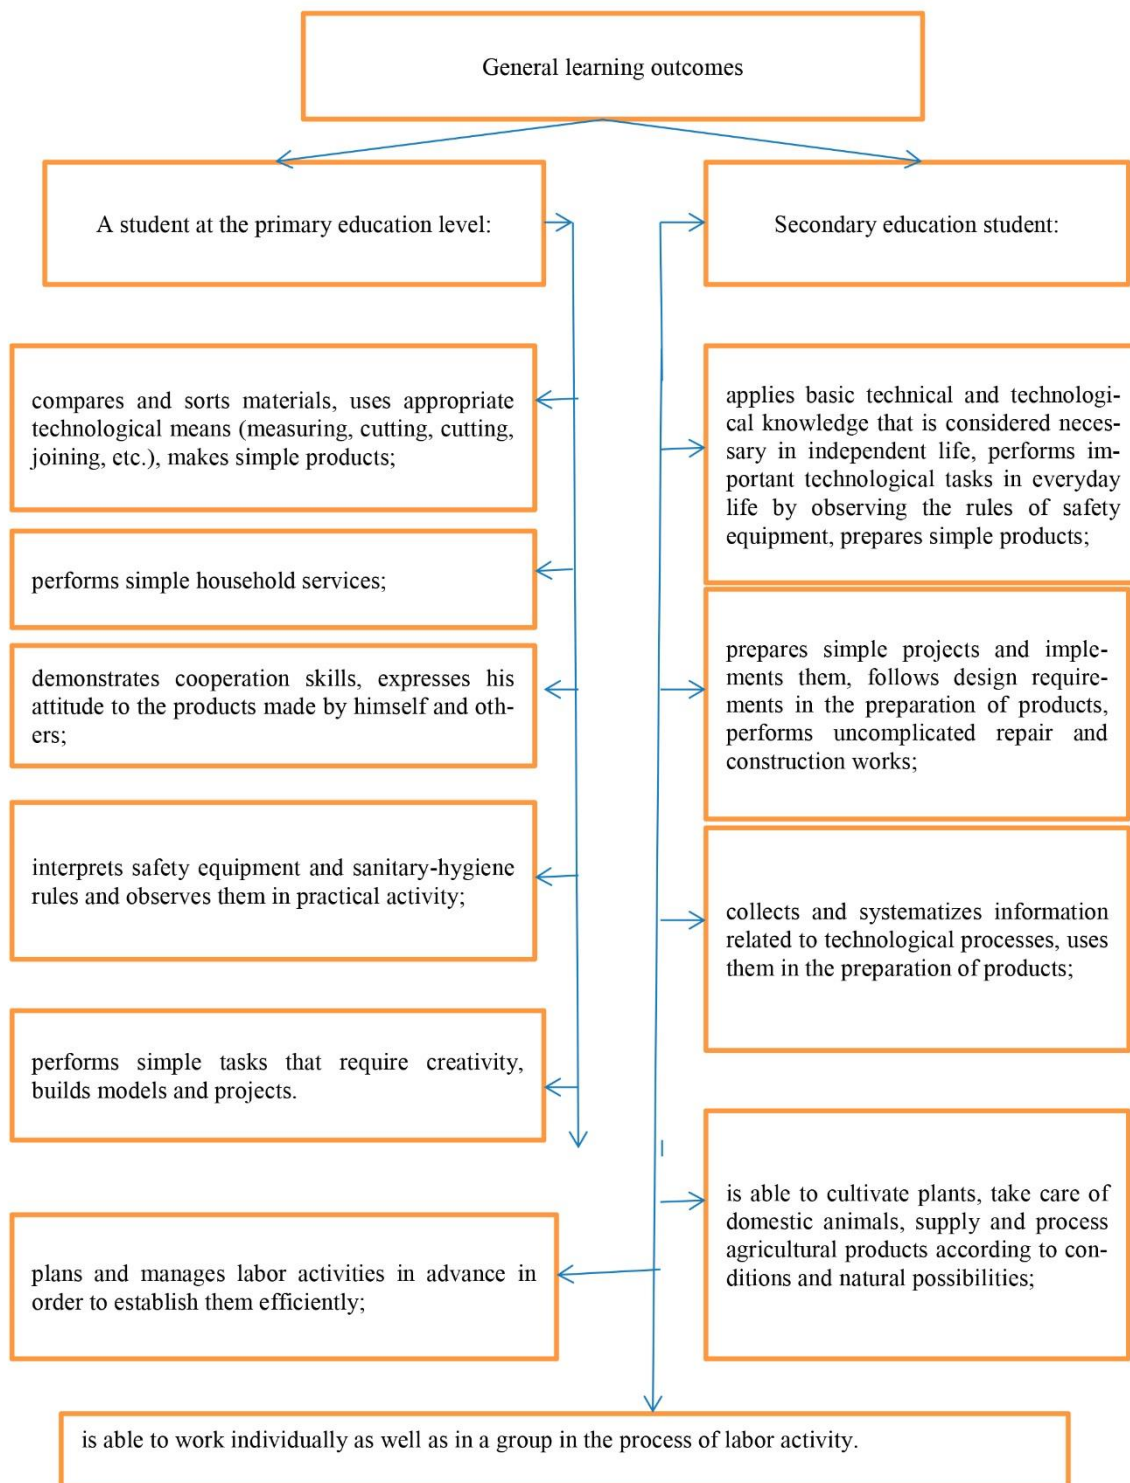 General learning outcomes
A student at the primary education level:
Secondary education student:
compares and sorts materials, uses appropriate
technological means (measuring, cutting, cutting,
joining, etc.), makes simple products;
performs simple household services;
demonstrates cooperation skills, expresses his
attitude to the products made by himself and oth-
ers;
interprets safety equipment and sanitary-hygiene
rules and observes them in practical activity;
performs simple tasks that require creativity,
builds models and projects.
applies basic technical and technologi-
cal knowledge that is considered neces-
sary in independent life, performs im-
portant technological tasks in everyday
life by observing the rules of safety
equipment, prepares simple products;
prepares simple projects and imple-
ments them, follows design require-
ments in the preparation of products,
performs uncomplicated repair and
construction works;
collects and systematizes information
related to technological processes, uses
them in the preparation of products;
is able to cultivate plants, take care of
domestic animals, supply and process
agricultural products according to con-
ditions and natural possibilities;
plans and manages labor activities in advance in
order to establish them efficiently;
is able to work individually as well as in a group in the process of labor activity.